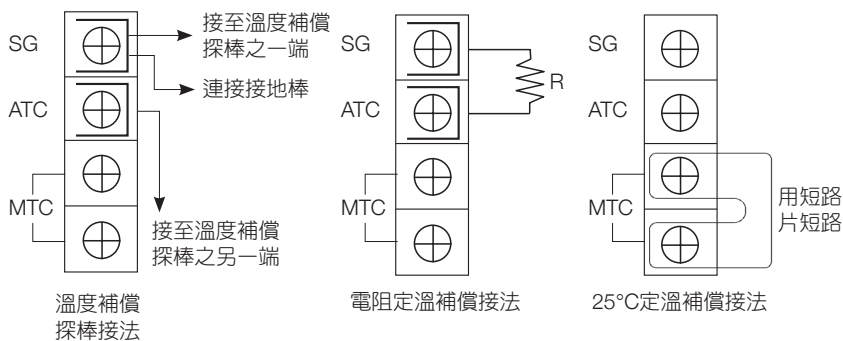 SG
ATC
MTC
接至溫度補償
探棒之一端
連接接地棒
接至溫度補償
探棒之另一端
溫度補償
探棒接法
SG
ATC
MTC
R
電阻定溫補償接法
SG
ATC
MTC
用短路
片短路
25°C定溫補償接法